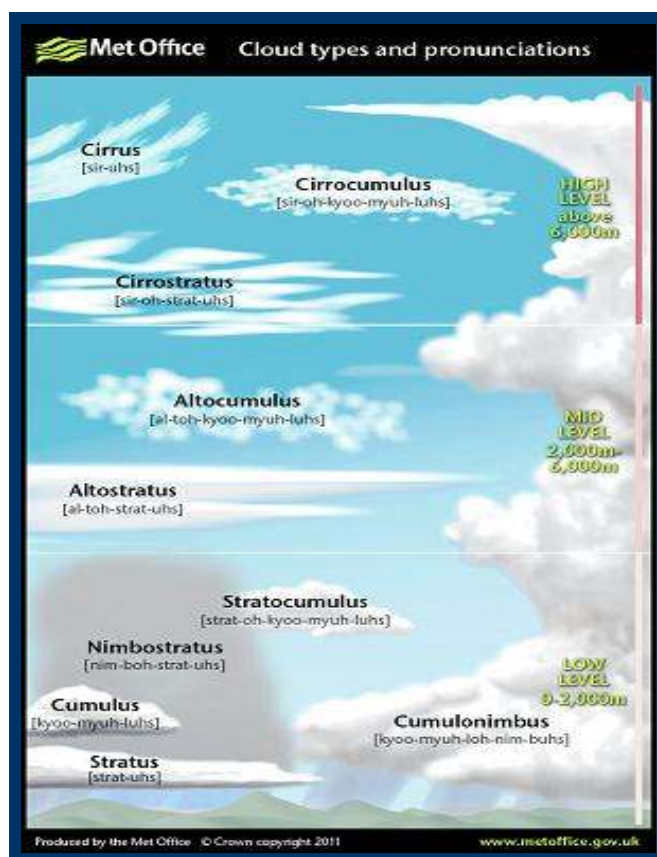 Met Office Cloud types and pronunciations
Cirrus
[sir-uhs]
Cirrocumulus
[sir-oh-kyoo-myuh-luhs]
HIGH
LEVEL
above
6,000m
Cirrostratus
[sir-oh-strat-uhs]
Altocumulus
[al-toh-kyoo-myuh-luhs]
MID
LEVEL
2,000m-
6,000m
Altostratus
[al-toh-strat-uhs]
Stratocumulus
[strat-oh-kyoo-myuh-luhs]
Nimbostratus
[nim-boh-strat-uhs]
LOW
LEVEL
0-2,000m
Cumulus
[kyoo-myuh-luhs]
Cumulonimbus
[kyoo-myuh-loh-nim-buhs]
Stratus
[strat-uhs]
Produced by the Met Office © Crown copyright 2011 www.metoffice.gov.uk